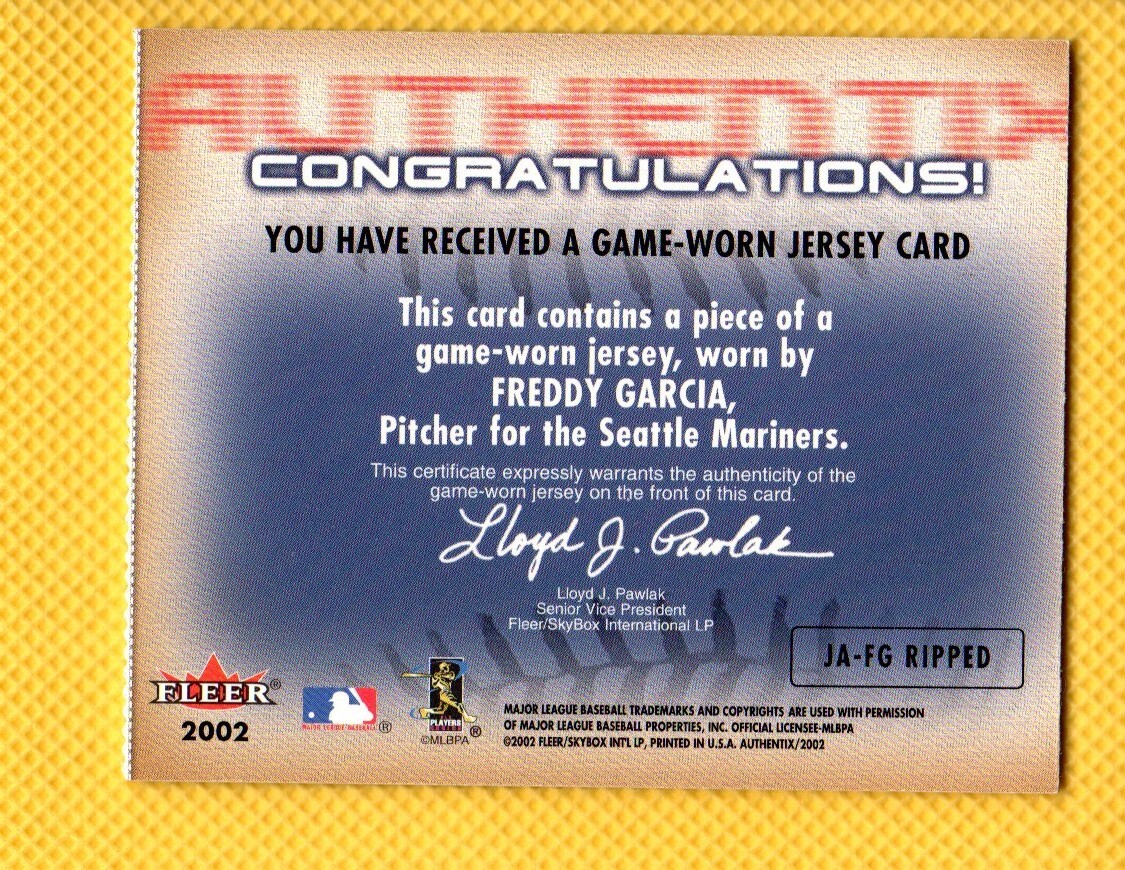 AUTHENTIX
CONGRATULATIONS!
YOU HAVE RECEIVED A GAME-WORN JERSEY CARD
This card contains a piece of a
game-worn jersey, worn by
FREDDY GARCIA,
Pitcher for the Seattle Mariners.
This certificate expressly warrants the authenticity of the
game-worn jersey on the front of this card.
Lloyd J. Pawlak
Lloyd J. Pawlak
Senior Vice President
Fleer/SkyBox International LP
JA-FG RIPPED
FLEER®
2002
MAJOR LEAGUE BASEBALL ®
PLAYERS
®
©MLBPA
MAJOR LEAGUE BASEBALL TRADEMARKS AND COPYRIGHTS ARE USED WITH PERMISSION
OF MAJOR LEAGUE BASEBALL PROPERTIES, INC. OFFICIAL LICENSEE-MLBPA
©2002 FLEER/SKYBOX INT'L LP, PRINTED IN U.S.A. AUTHENTIX/2002